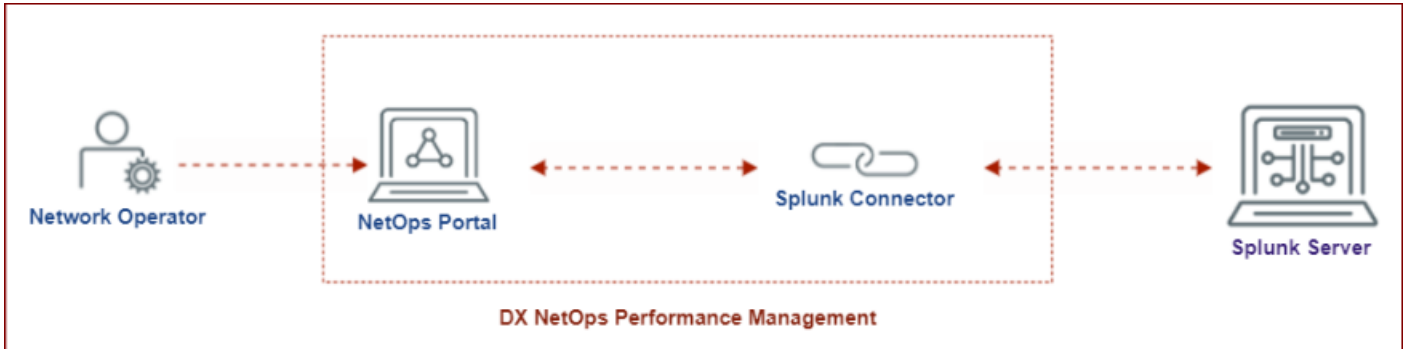 Network Operator
NetOps Portal
Splunk Connector
Splunk Server
DX NetOps Performance Management